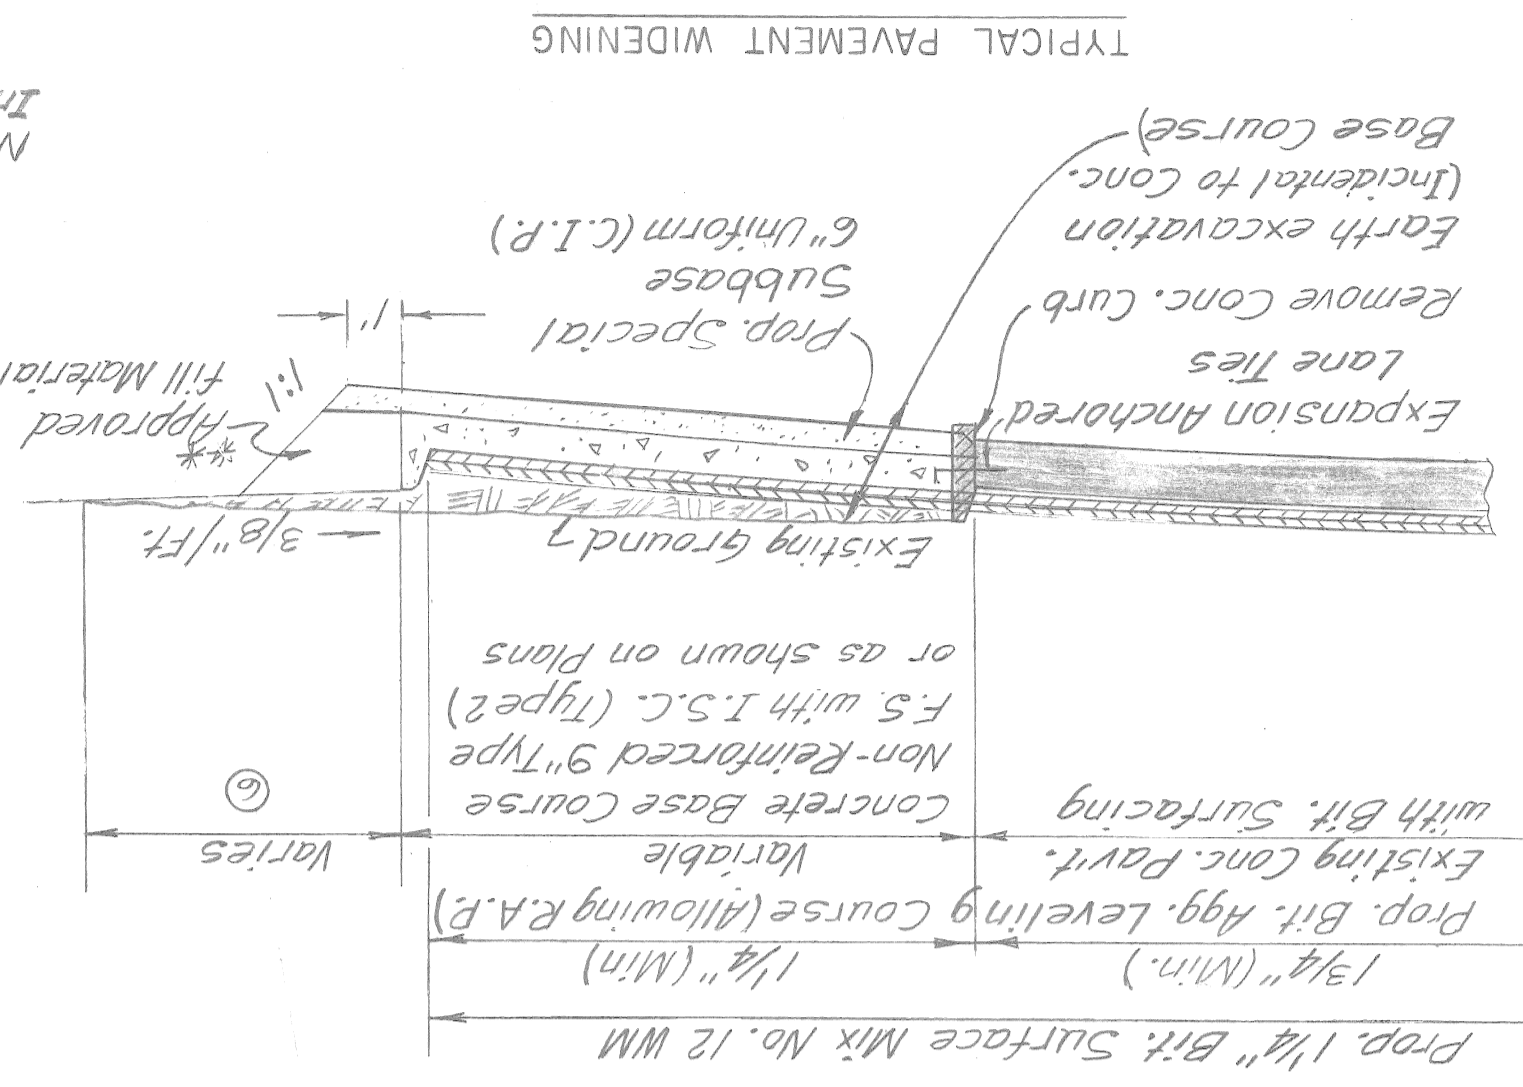 Prop. 1 1/4" Bit. Surface Mix No. 12 WM
1 3/4" (Min.)
1 1/4" (Min)
Prop. Bit. Agg. Leveling Course (Allowing R.A.P.)
Existing Conc. Pav't.
with Bit. Surfacing
Variable
Varies
Concrete Base Course
Non-Reinforced 9" Type
F.S. with I.S.C. (Type 2)
or as shown on Plans
6
Existing Ground
3/8"/Ft.
Expansion Anchored
Lane Ties
Remove Conc. Curb
Earth excavation
(Incidental to Conc.
Base Course)
Prop. Special
Subbase
6" Uniform (C.I.P.)
1:1
**Approved
fill Material
1'
N
In
TYPICAL PAVEMENT WIDENING